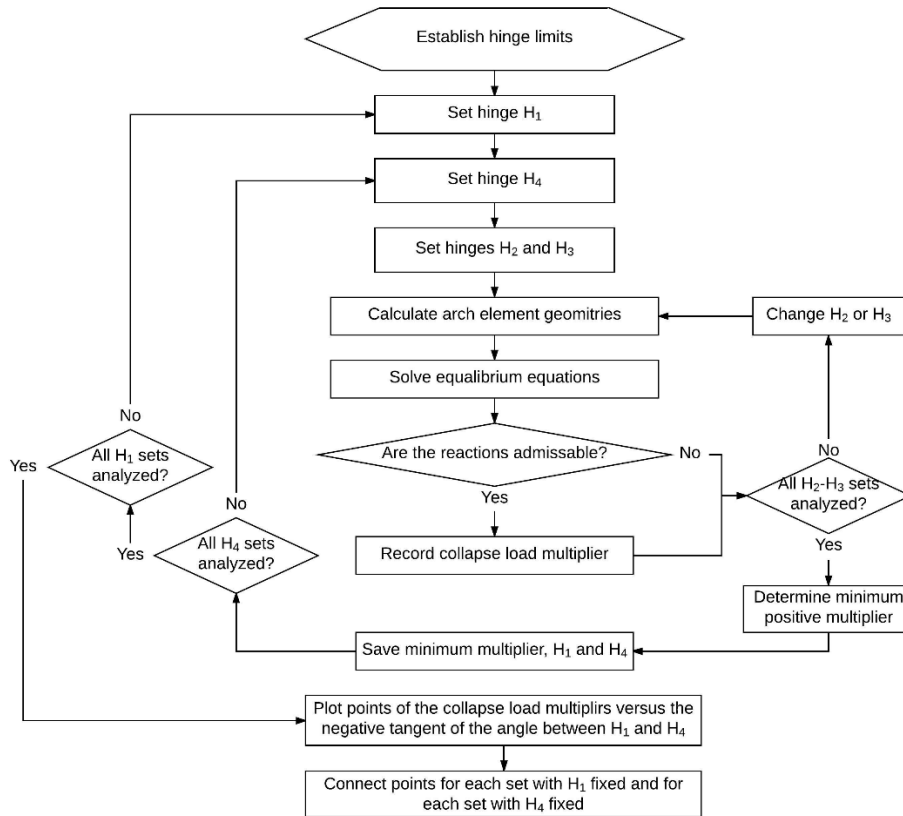 Establish hinge limits
Set hinge H₁
Set hinge H₄
Set hinges H₂ and H₃
Calculate arch element geomitries
Change H₂ or H₃
Solve equalibrium equations
No
Are the reactions admissable?
No
No
Yes
All H₁ sets
analyzed?
Yes
No
All H₂-H₃ sets
analyzed?
Yes
All H₄ sets
analyzed?
Record collapse load multiplier
Yes
Determine minimum
positive multiplier
Save minimum multiplier, H₁ and H₄
Plot points of the collapse load multiplirs versus the
negative tangent of the angle between H₁ and H₄
Connect points for each set with H₁ fixed and for
each set with H₄ fixed